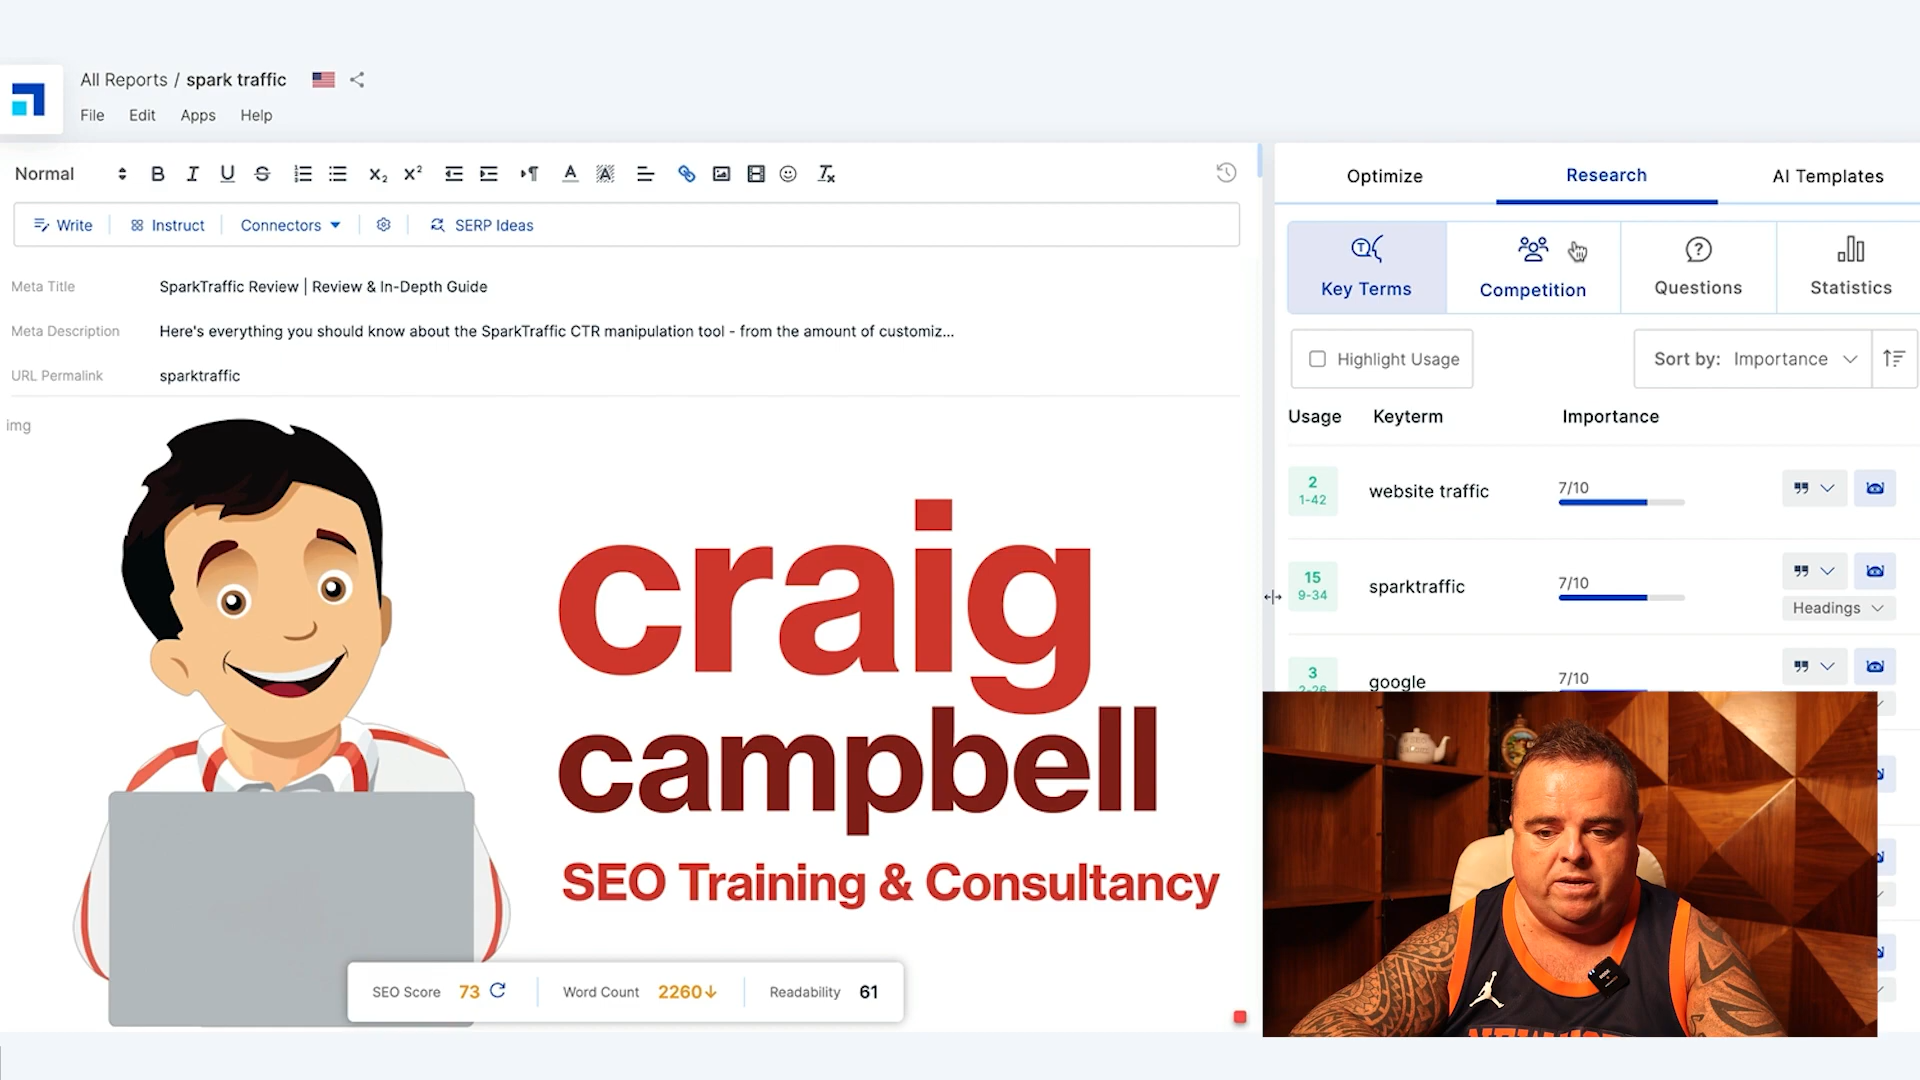 All Reports / spark traffic
File Edit Apps Help
Normal
Write Instruct Connectors SERP Ideas
Meta Title SparkTraffic Review | Review & In-Depth Guide
Meta Description Here's everything you should know about the SparkTraffic CTR manipulation tool - from the amount of customiz...
URL Permalink sparktraffic
img
craig
campbell
SEO Training & Consultancy
SEO Score 73 Word Count 2260 Readability 61
Optimize Research AI Templates
Key Terms Competition Questions Statistics
Highlight Usage Sort by: Importance
Usage Keyterm Importance
2
1-42 website traffic 7/10
15
9-34 sparktraffic 7/10
Headings
3
google 7/10